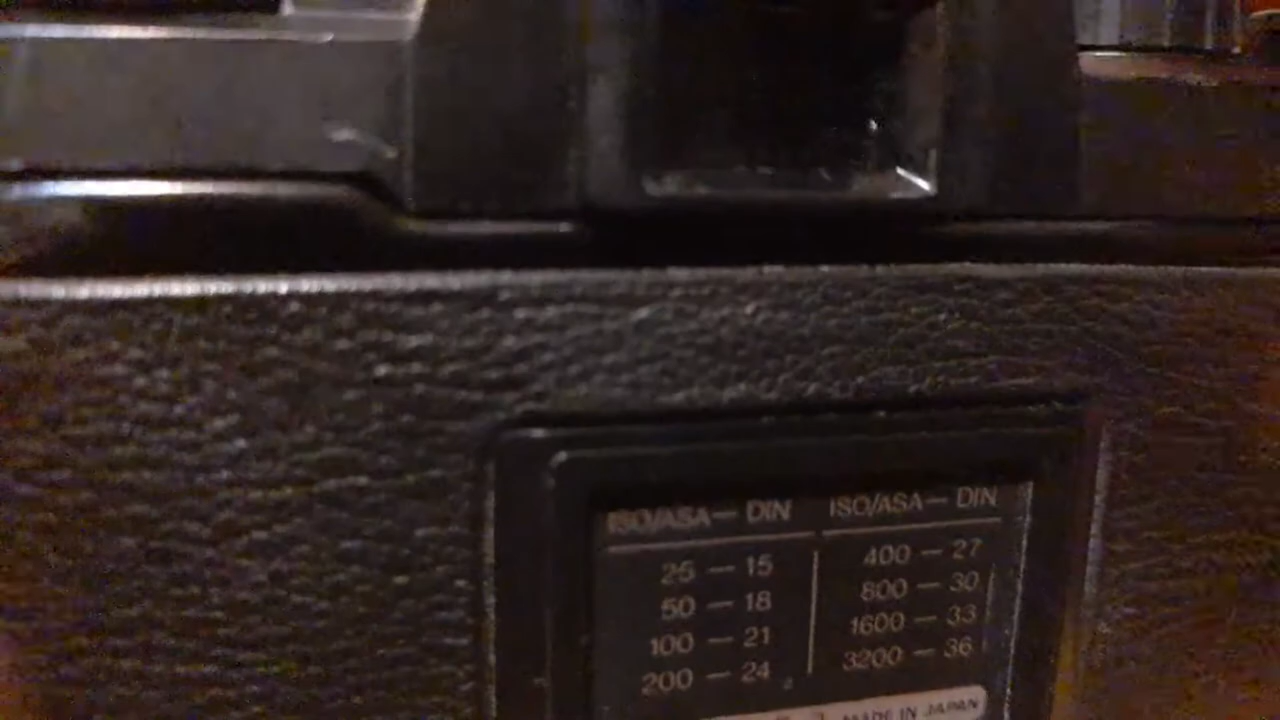 ISO/ASA — DIN ISO/ASA — DIN
25 — 15 400 — 27
50 — 18 800 — 30
100 — 21 1600 — 33
200 — 24 3200 — 36
MADE IN JAPAN